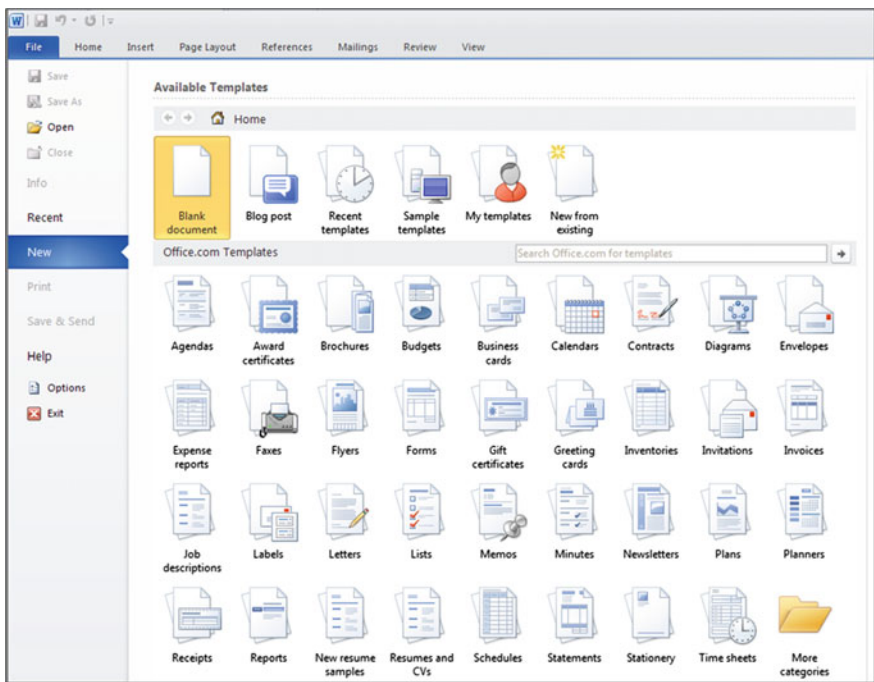 W
File Home Insert Page Layout References Mailings Review View
Save
Save As
Open
Close
Info
Recent
New
Print
Save & Send
Help
Options
Exit
Available Templates
Home
Blank
document
Blog post
Recent
templates
Sample
templates
My templates
New from
existing
Office.com Templates
Search Office.com for templates
Agendas
Award
certificates
Brochures
Budgets
Business
cards
Calendars
Contracts
Diagrams
Envelopes
Expense
reports
Faxes
Flyers
Forms
Gift
certificates
Greeting
cards
Inventories
Invitations
Invoices
Job
descriptions
Labels
Letters
Lists
Memos
Minutes
Newsletters
Plans
Planners
Receipts
Reports
New resume
samples
Resumes and
CVs
Schedules
Statements
Stationery
Time sheets
More
categories